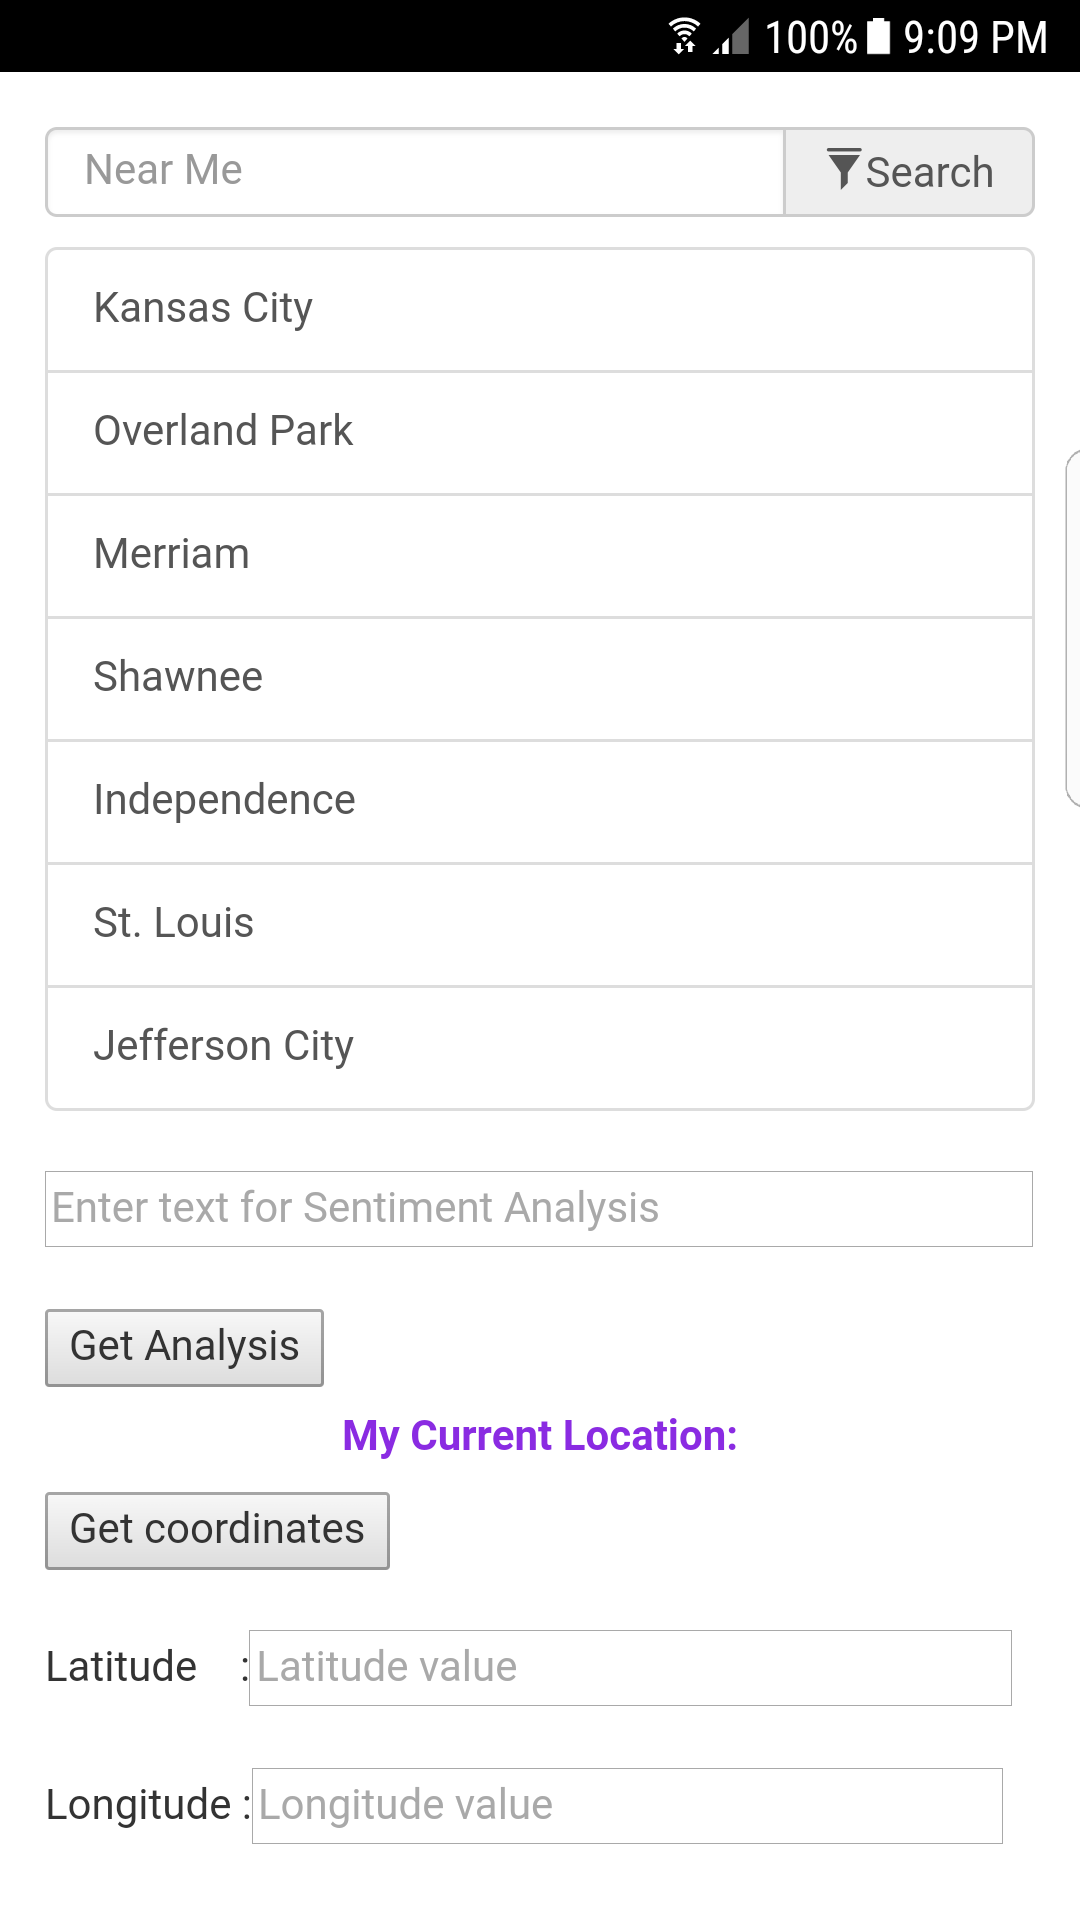 100% 9:09 PM
Near Me Search
Kansas City
Overland Park
Merriam
Shawnee
Independence
St. Louis
Jefferson City
Enter text for Sentiment Analysis
Get Analysis
My Current Location:
Get coordinates
Latitude : Latitude value
Longitude : Longitude value